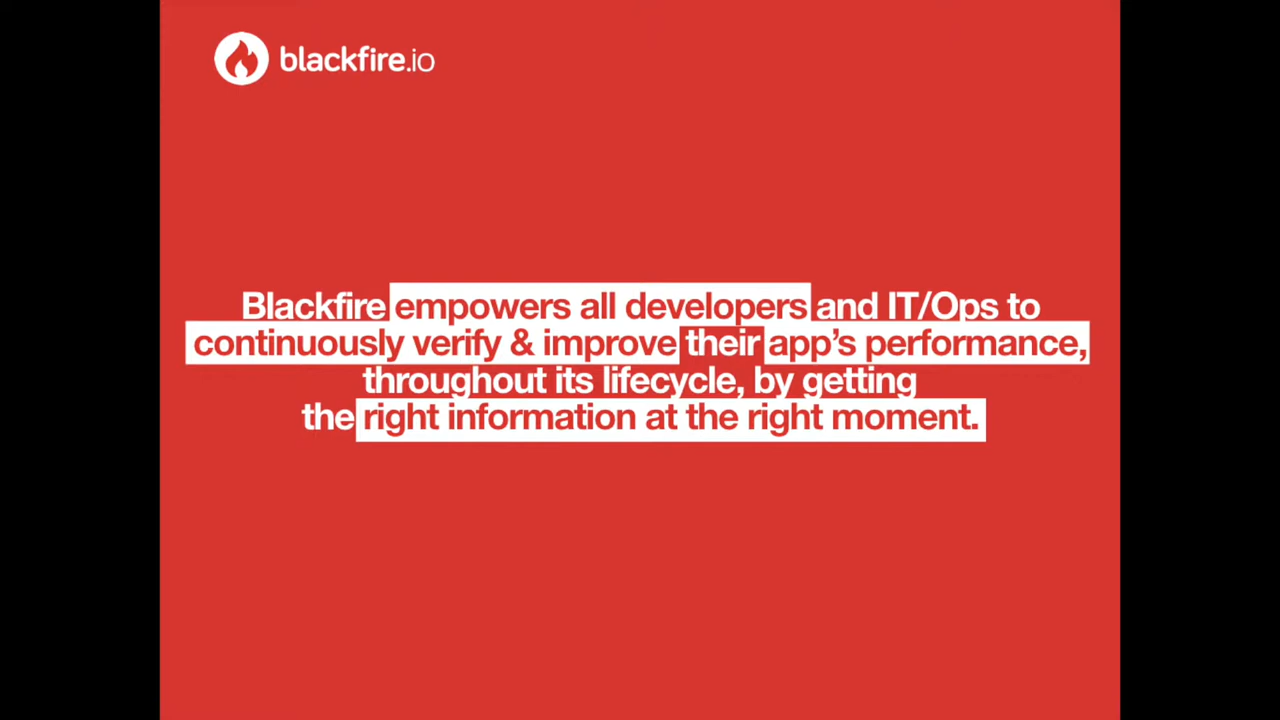 blackfire.io
Blackfire empowers all developers and IT/Ops to
continuously verify & improve their app’s performance,
throughout its lifecycle, by getting
the right information at the right moment.